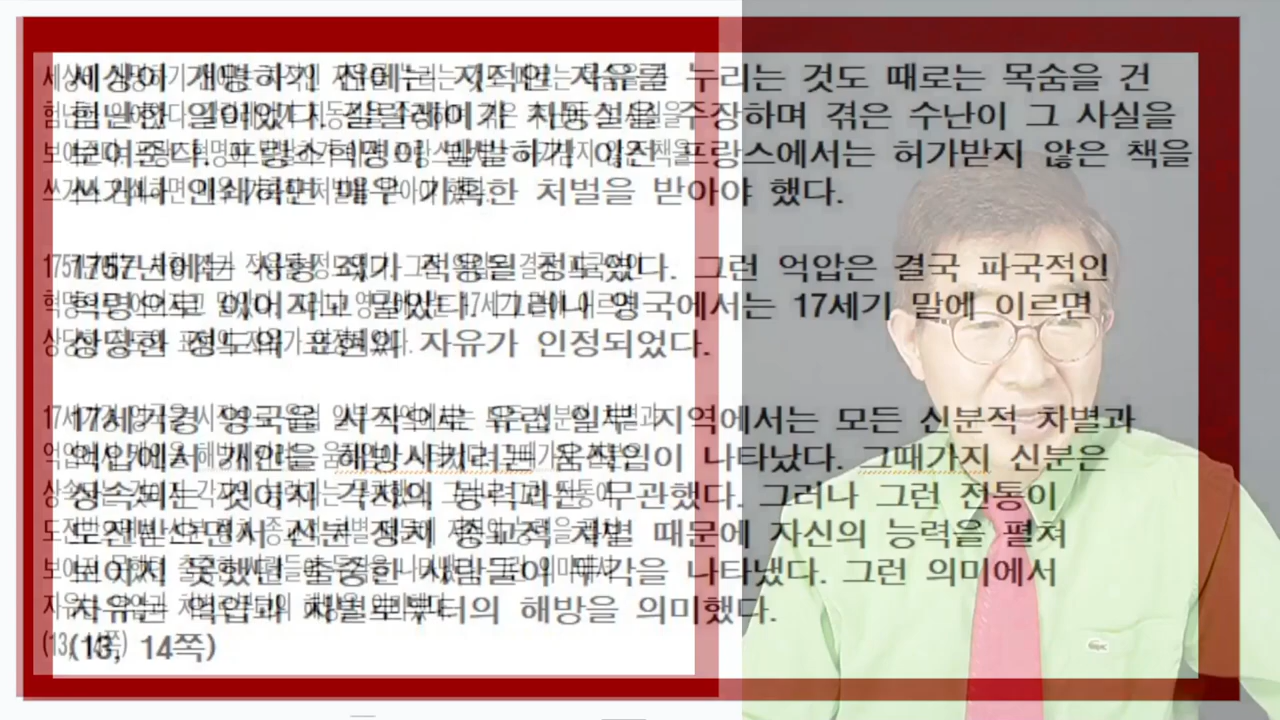 세상이 개명하기 전에는 지적인 자유를 누리는 것도 때로는 목숨을 건
험난한 일이었다. 갈릴레이가 지동설을 주장하며 겪은 수난이 그 사실을
보여준다. 프랑스혁명이 발발하기 이전 프랑스에서는 허가받지 않은 책을
쓰거나 인쇄하면 매우 가혹한 처벌을 받아야 했다.
1757년에는 사형 죄가 적용될 정도였다. 그런 억압은 결국 파국적인
혁명으로 이어지고 말았다. 그러나 영국에서는 17세기 말에 이르면
상당한 정도의 표현의 자유가 인정되었다.
17세기경 영국을 시작으로 유럽 일부 지역에서는 모든 신분적 차별과
억압에서 개인을 해방시키려는 움직임이 나타났다. 그때가지 신분은
상속되는 것이지 각자의 능력과는 무관했다. 그러나 그런 전통이
도전받으면서 신분 정치 종교적 차별 때문에 자신의 능력을 펼쳐
보이지 못했던 출중한 사람들이 두각을 나타냈다. 그런 의미에서
자유는 억압과 차별로부터의 해방을 의미했다.
(13, 14쪽)